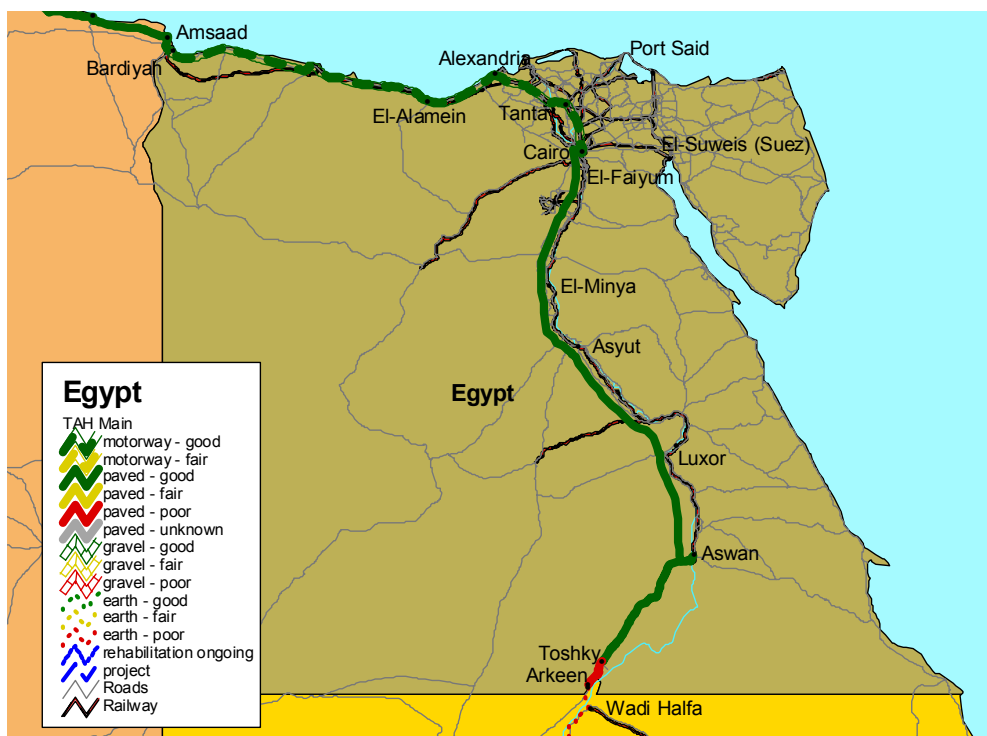 Amsaad
Bardiyah
Alexandria
Port Said
El-Alamein
Tanta
Cairo
El-Suweis (Suez)
El-Faiyum
El-Minya
Asyut
Egypt
Luxor
Aswan
Toshky
Arkeen
Wadi Halfa
Egypt
TAH Main
motorway - good
motorway - fair
paved - good
paved - fair
paved - poor
paved - unknown
gravel - good
gravel - fair
gravel - poor
earth - good
earth - fair
earth - poor
rehabilitation ongoing
project
Roads
Railway